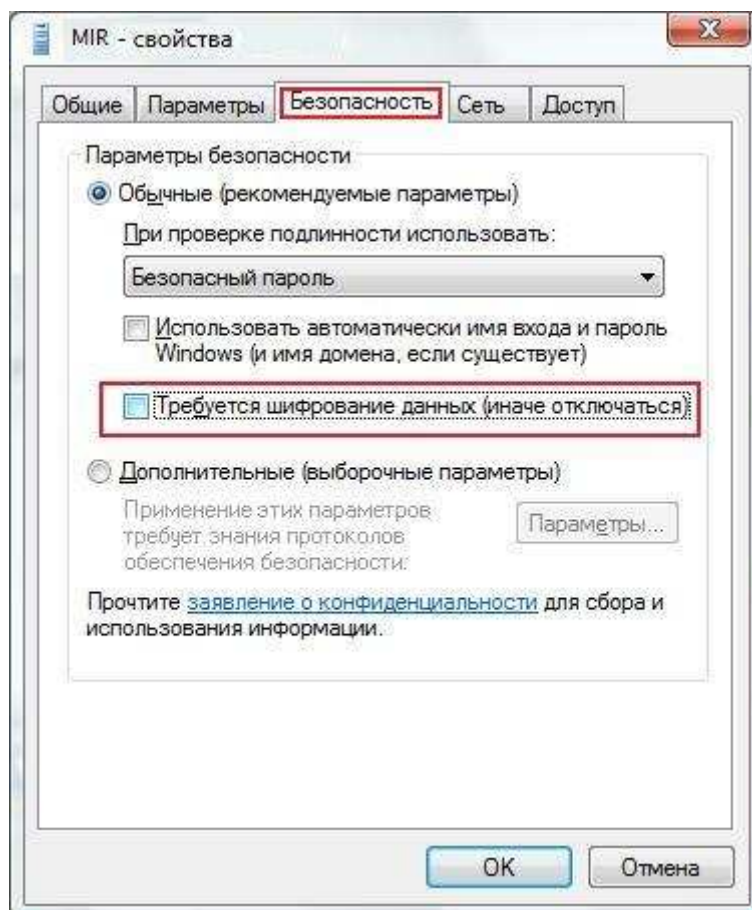 MIR - свойства
Общие Параметры Безопасность Сеть Доступ
Параметры безопасности
Обычные (рекомендуемые параметры)
При проверке подлинности использовать:
Безопасный пароль
Использовать автоматически имя входа и пароль
Windows (и имя домена, если существует)
Требуется шифрование данных (иначе отключаться)
Дополнительные (выборочные параметры)
Применение этих параметров
требует знания протоколов
обеспечения безопасности:
Параметры...
Прочтите заявление о конфиденциальности для сбора и
использования информации.
OK Отмена